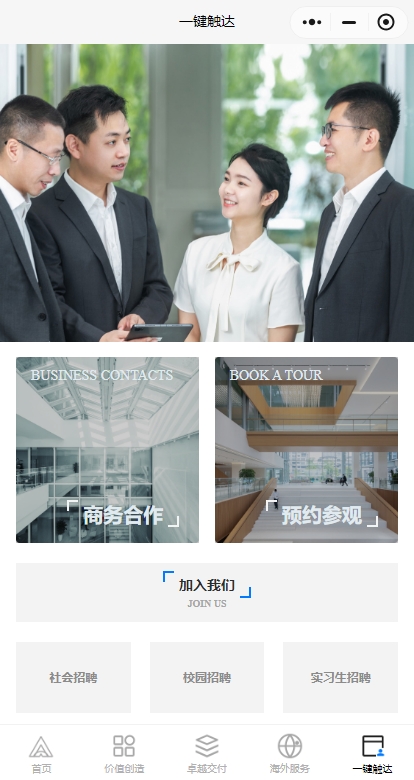 一键触达
BUSINESS CONTACTS
BOOK A TOUR
商务合作
预约参观
加入我们
JOIN US
社会招聘
校园招聘
实习生招聘
首页
价值创造
卓越交付
海外服务
一键触达